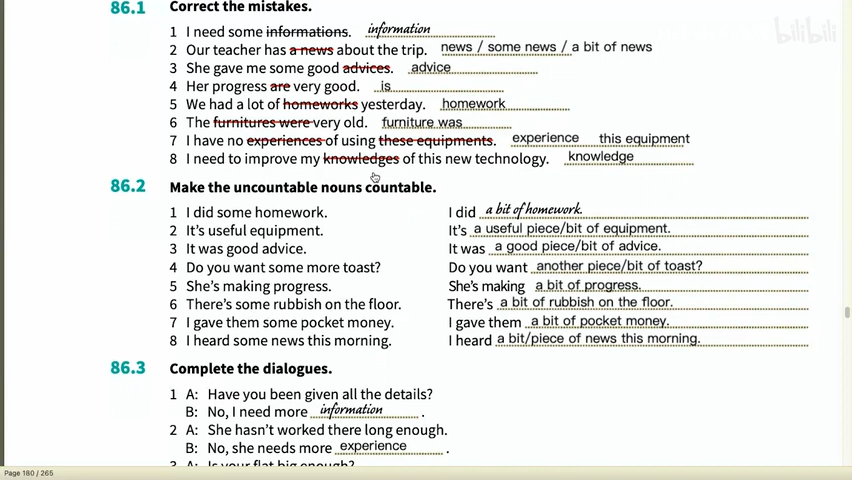 86.1 Correct the mistakes.
1 I need some informations. information
2 Our teacher has a news about the trip. news / some news / a bit of news
3 She gave me some good advices. advice
4 Her progress are very good. is
5 We had a lot of homeworks yesterday. homework
6 The furnitures were very old. furniture was
7 I have no experiences of using these equipments. experience this equipment
8 I need to improve my knowledges of this new technology. knowledge
86.2 Make the uncountable nouns countable.
1 I did some homework. I did a bit of homework.
2 It's useful equipment. It's a useful piece/bit of equipment.
3 It was good advice. It was a good piece/bit of advice.
4 Do you want some more toast? Do you want another piece/bit of toast?
5 She's making progress. She's making a bit of progress.
6 There's some rubbish on the floor. There's a bit of rubbish on the floor.
7 I gave them some pocket money. I gave them a bit of pocket money.
8 I heard some news this morning. I heard a bit/piece of news this morning.
86.3 Complete the dialogues.
1 A: Have you been given all the details?
B: No, I need more information.
2 A: She hasn't worked there long enough.
B: No, she needs more experience.
3 A: Is your flat big enough?
Page 180 / 265
bilibili